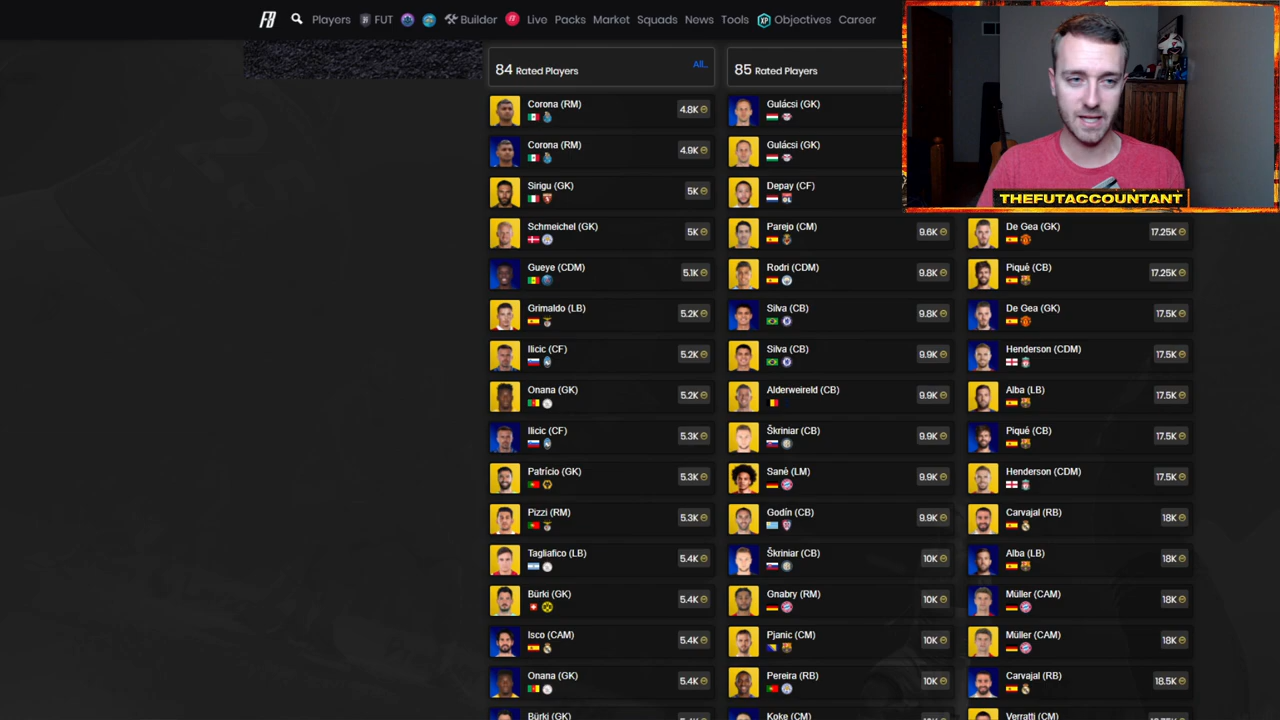 Players FUT Builder Live Packs Market Squads News Tools XP Objectives Career
THEFUTACCOUNTANT
84 Rated Players All..
Corona (RM) 4.8K
Corona (RM) 4.9K
Sirigu (GK) 5K
Schmeichel (GK) 5K
Gueye (CDM) 5.1K
Grimaldo (LB) 5.2K
Ilicic (CF) 5.2K
Onana (GK) 5.2K
Ilicic (CF) 5.3K
Patrício (GK) 5.3K
Pizzi (RM) 5.3K
Tagliafico (LB) 5.4K
Bürki (GK) 5.4K
Isco (CAM) 5.4K
Onana (GK) 5.4K
Bürki (GK)
85 Rated Players
Gulácsi (GK)
Gulácsi (GK)
Depay (CF)
Parejo (CM) 9.6K
Rodri (CDM) 9.8K
Silva (CB) 9.8K
Silva (CB) 9.9K
Alderweireld (CB) 9.9K
Škriniar (CB) 9.9K
Sané (LM) 9.9K
Godín (CB) 9.9K
Škriniar (CB) 10K
Gnabry (RM) 10K
Pjanic (CM) 10K
Pereira (RB) 10K
Koke (CM)
De Gea (GK) 17.25K
Piqué (CB) 17.25K
De Gea (GK) 17.5K
Henderson (CDM) 17.5K
Alba (LB) 17.5K
Piqué (CB) 17.5K
Henderson (CDM) 17.5K
Carvajal (RB) 18K
Alba (LB) 18K
Müller (CAM) 18K
Müller (CAM) 18K
Carvajal (RB) 18.5K
Verratti (CM)